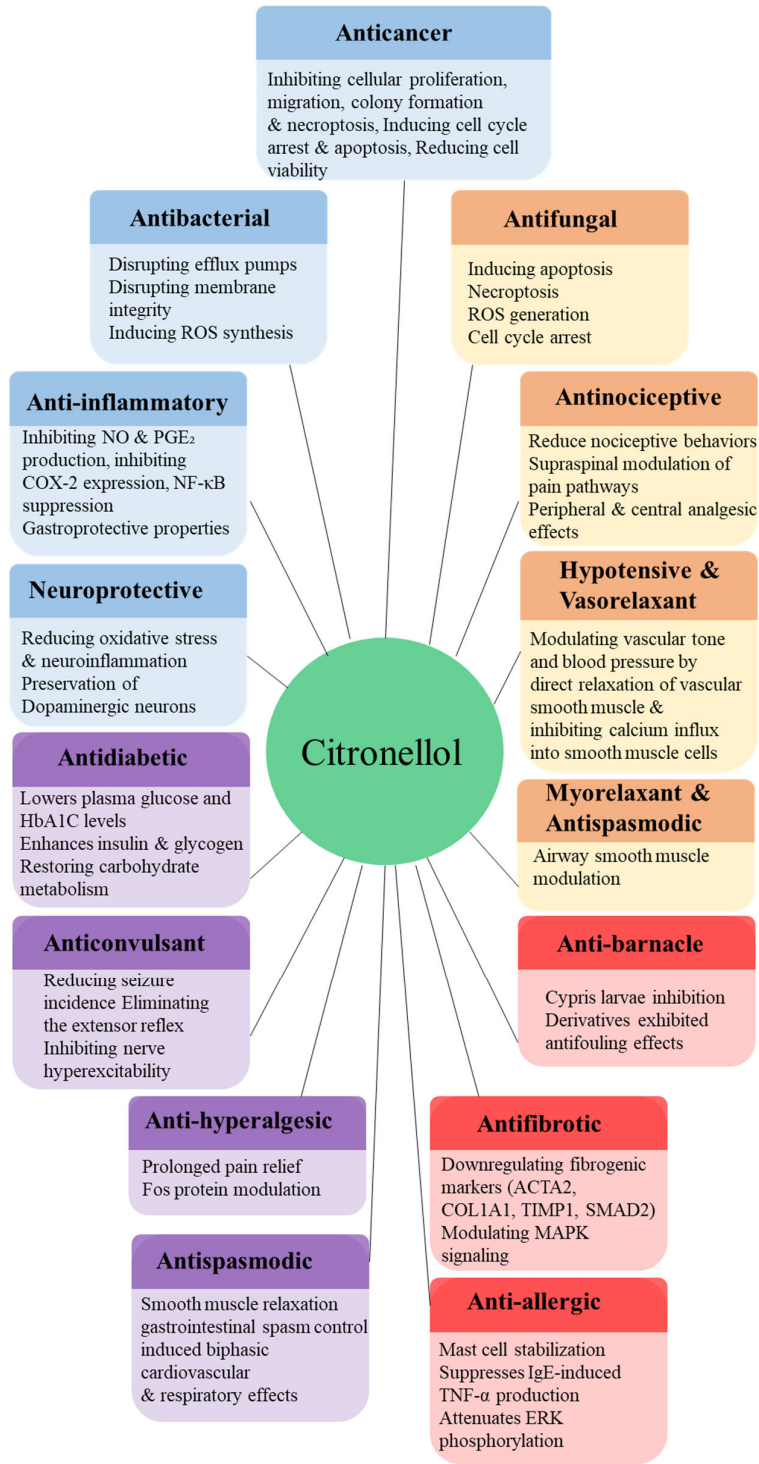 Anticancer
Inhibiting cellular proliferation,
migration, colony formation
& necroptosis, Inducing cell cycle
arrest & apoptosis, Reducing cell
viability
Antibacterial
Disrupting efflux pumps
Disrupting membrane
integrity
Inducing ROS synthesis
Antifungal
Inducing apoptosis
Necroptosis
ROS generation
Cell cycle arrest
Anti-inflammatory
Inhibiting NO & PGE₂
production, inhibiting
COX-2 expression, NF-κB
suppression
Gastroprotective properties
Antinociceptive
Reduce nociceptive behaviors
Supraspinal modulation of
pain pathways
Peripheral & central analgesic
effects
Neuroprotective
Reducing oxidative stress
& neuroinflammation
Preservation of
Dopaminergic neurons
Hypotensive &
Vasorelaxant
Modulating vascular tone
and blood pressure by
direct relaxation of vascular
smooth muscle &
inhibiting calcium influx
into smooth muscle cells
Citronellol
Antidiabetic
Lowers plasma glucose and
HbA1C levels
Enhances insulin & glycogen
Restoring carbohydrate
metabolism
Myorelaxant &
Antispasmodic
Airway smooth muscle
modulation
Anticonvulsant
Reducing seizure
incidence Eliminating
the extensor reflex
Inhibiting nerve
hyperexcitability
Anti-barnacle
Cypris larvae inhibition
Derivatives exhibited
antifouling effects
Anti-hyperalgesic
Prolonged pain relief
Fos protein modulation
Antifibrotic
Downregulating fibrogenic
markers (ACTA2,
COL1A1, TIMP1, SMAD2)
Modulating MAPK
signaling
Antispasmodic
Smooth muscle relaxation
gastrointestinal spasm control
induced biphasic
cardiovascular
& respiratory effects
Anti-allergic
Mast cell stabilization
Suppresses IgE-induced
TNF-α production
Attenuates ERK
phosphorylation